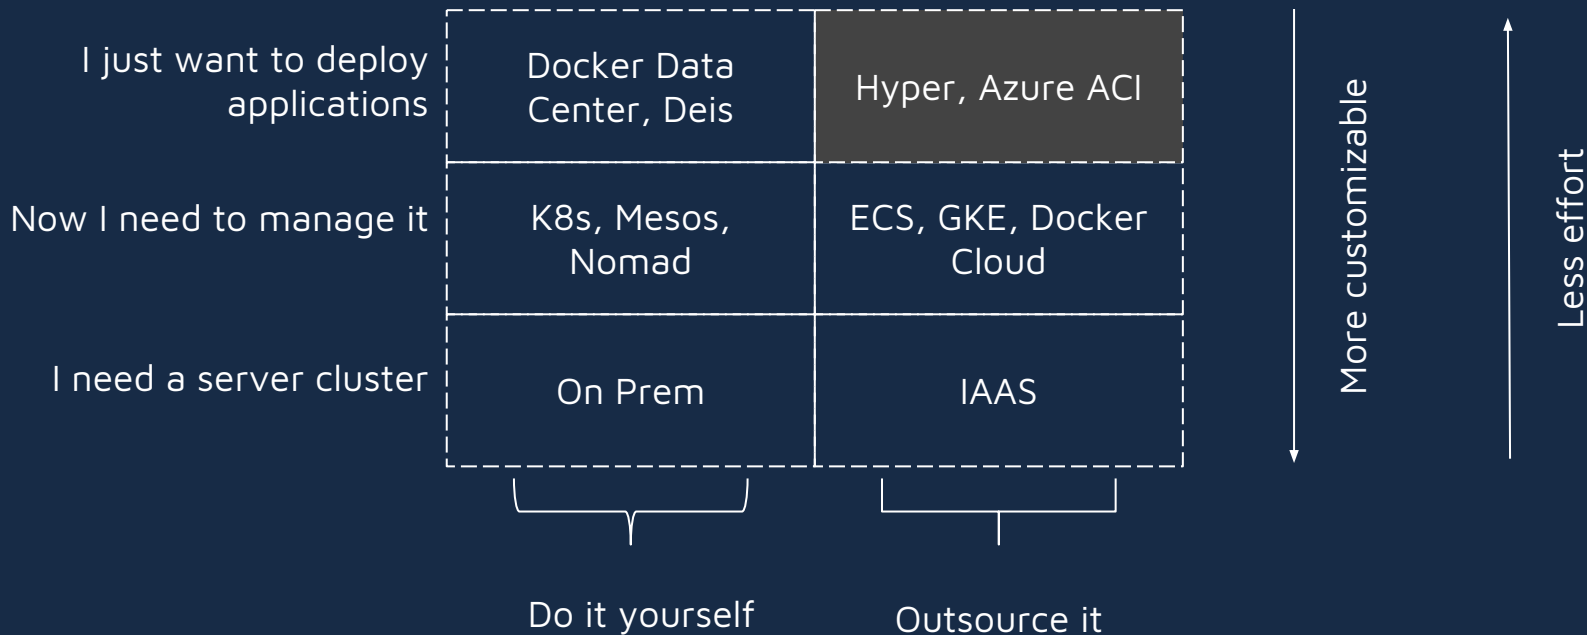 I just want to deploy
applications
Docker Data
Center, Deis
Hyper, Azure ACI
Now I need to manage it
K8s, Mesos,
Nomad
ECS, GKE, Docker
Cloud
I need a server cluster
On Prem
IAAS
More customizable
Less effort
Do it yourself
Outsource it